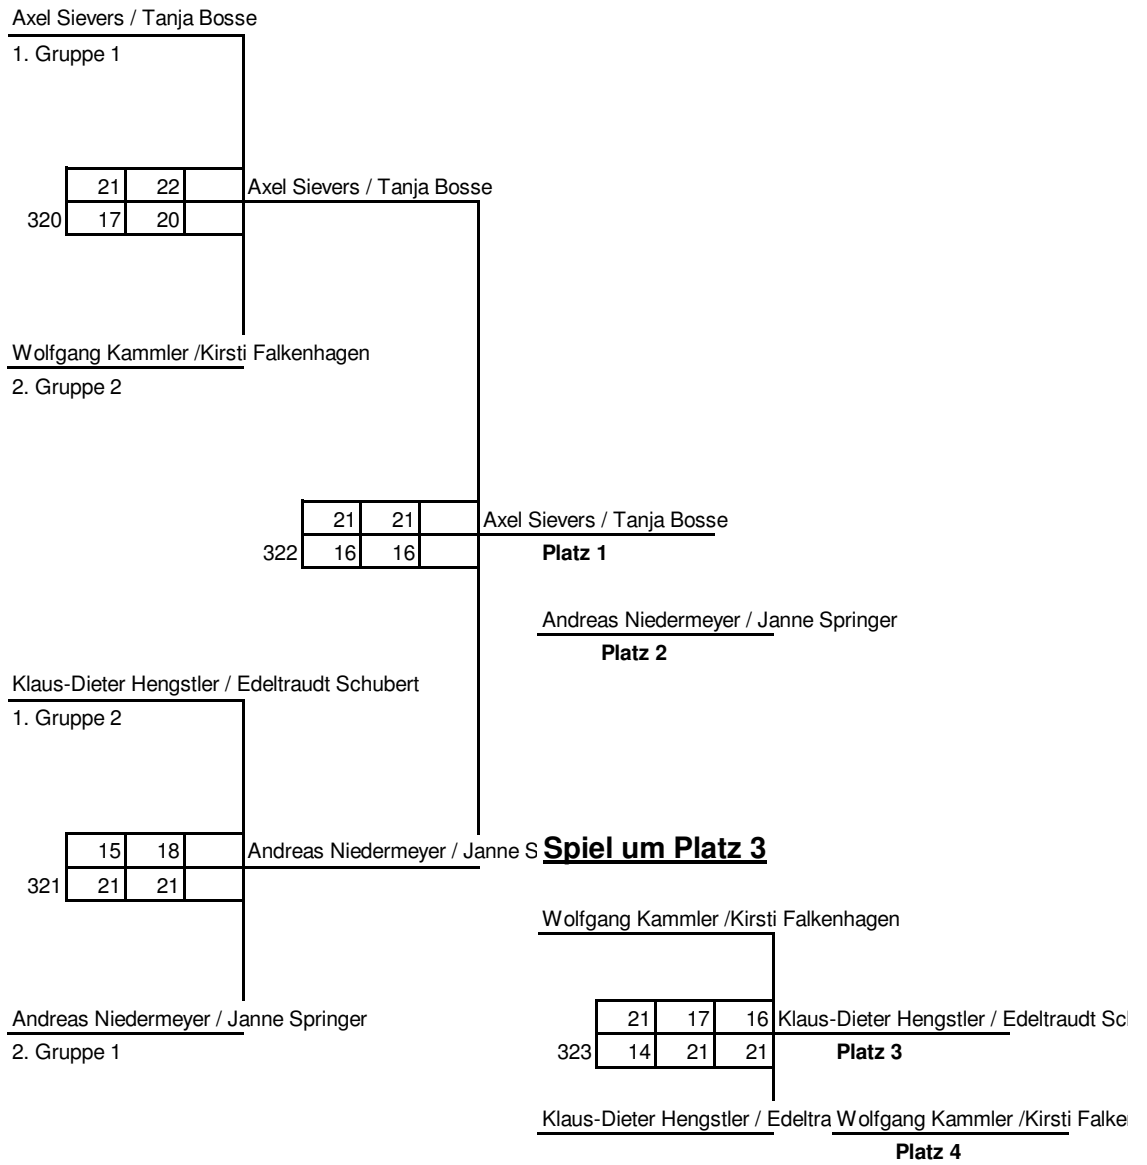 Axel Sievers / Tanja Bosse
1. Gruppe 1
21 22 Axel Sievers / Tanja Bosse
320 17 20
Wolfgang Kammler /Kirsti Falkenhagen
2. Gruppe 2
21 21 Axel Sievers / Tanja Bosse
322 16 16 Platz 1
Andreas Niedermeyer / Janne Springer
Platz 2
Klaus-Dieter Hengstler / Edeltraudt Schubert
1. Gruppe 2
15 18 Andreas Niedermeyer / Janne S Spiel um Platz 3
321 21 21
Wolfgang Kammler /Kirsti Falkenhagen
Andreas Niedermeyer / Janne Springer 21 17 16 Klaus-Dieter Hengstler / Edeltraudt Sch
2. Gruppe 1 323 14 21 21 Platz 3
Klaus-Dieter Hengstler / Edeltra Wolfgang Kammler /Kirsti Falke
Platz 4